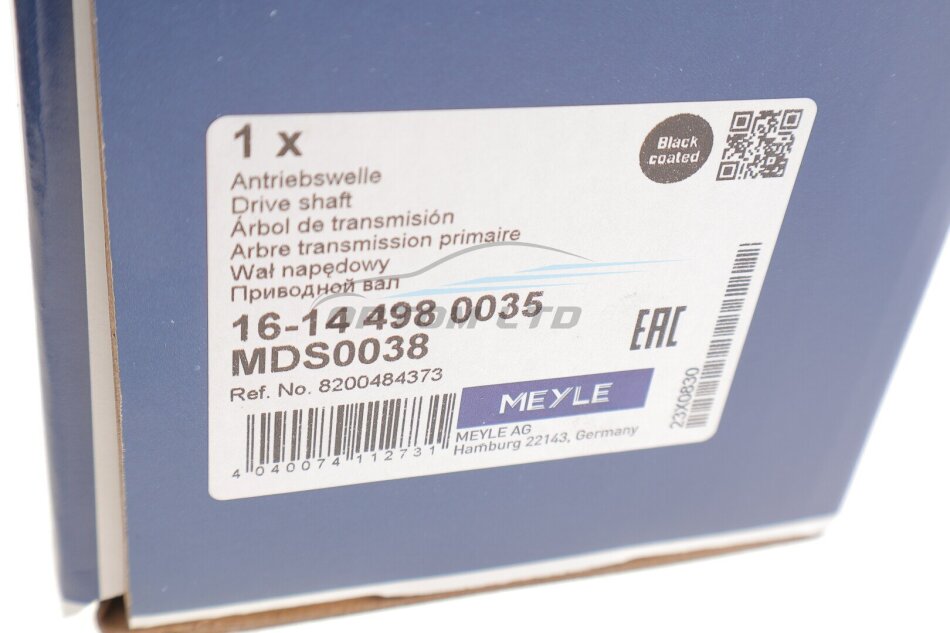 1 x
Black
coated
Antriebswelle
Drive shaft
Árbol de transmisión
Arbre transmission primaire
Wał napędowy
Приводной вал
16-14 498 0035
MDS0038
Ref. No. 8200484373
EAC
MEYLE
MEYLE AG
Hamburg 22143, Germany
4 040074 112731
23X0830